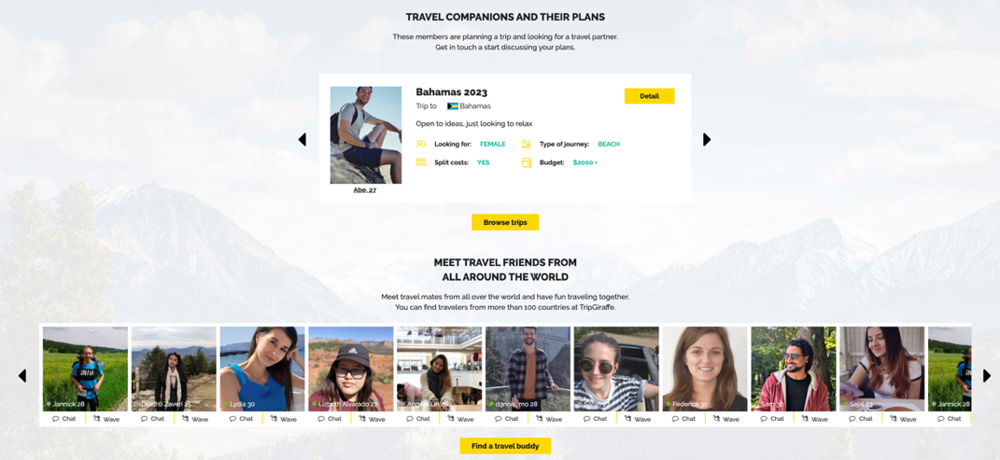 TRAVEL COMPANIONS AND THEIR PLANS
These members are planning a trip and looking for a travel partner.
Get in touch a start discussing your plans.
Bahamas 2023
Detail
Trip to Bahamas
Open to ideas, just looking to relax
Looking for: FEMALE Type of journey: BEACH
Split costs: YES Budget: $2000 +
Abe, 27
Browse trips
MEET TRAVEL FRIENDS FROM
ALL AROUND THE WORLD
Meet travel mates from all over the world and have fun traveling together.
You can find travelers from more than 100 countries at TripGiraffe.
Jannick 28 Drashti Zaveri 25 Lydia 30 Lizbeth Alvarado 27 Angela Lin d3nnis_mo 28 Federica 31 Sam 30 Sejal 23 Jannick 28
Chat Wave Chat Wave Chat Wave Chat Wave Chat Wave Chat Wave Chat Wave Chat Wave Chat Wave Chat Wave Chat
Find a travel buddy